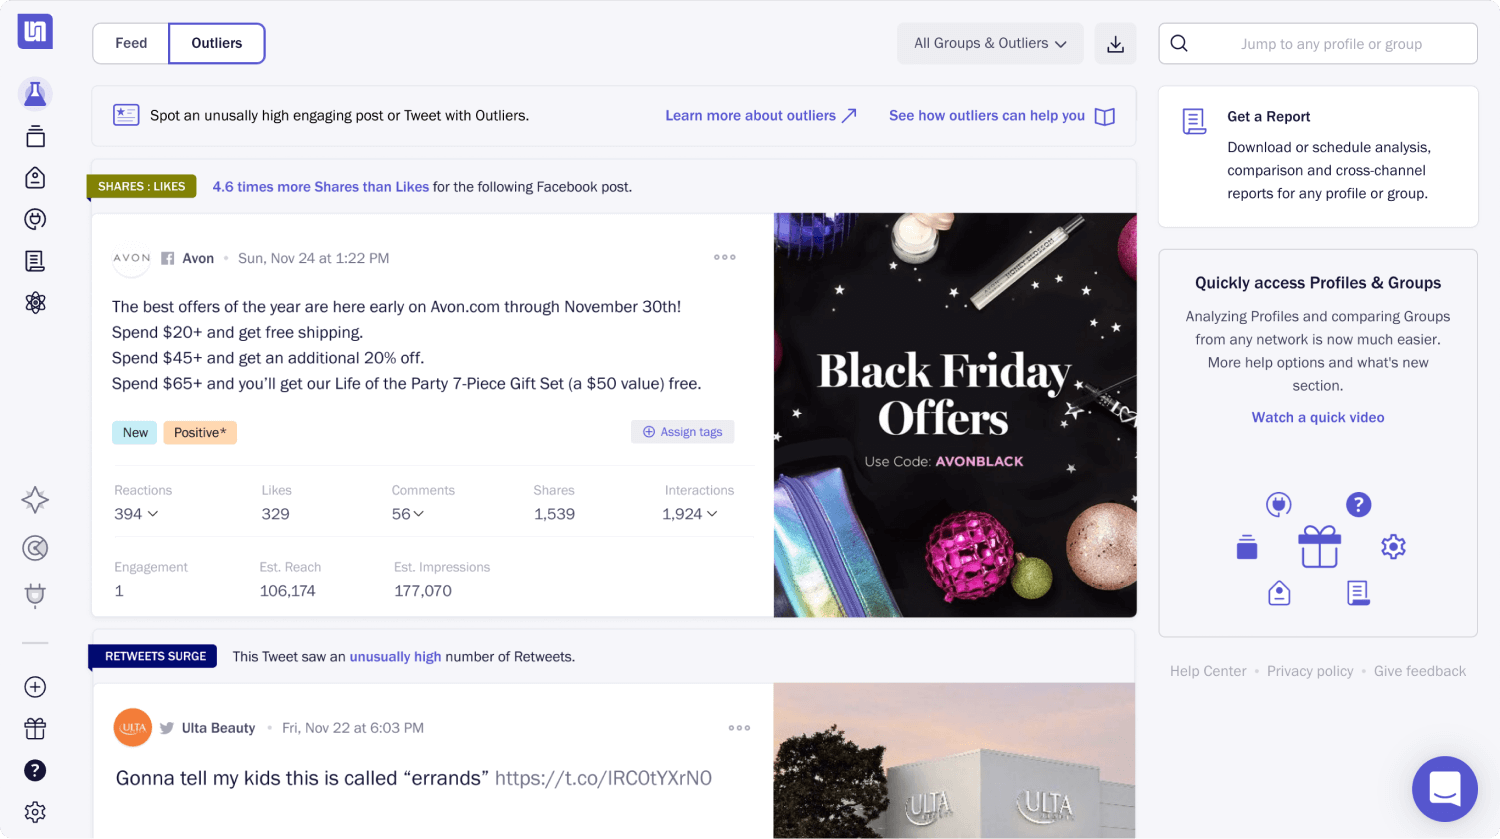 Feed
Outliers
All Groups & Outliers
Jump to any profile or group
Spot an unusally high engaging post or Tweet with Outliers.
Learn more about outliers
See how outliers can help you
Get a Report
Download or schedule analysis,
comparison and cross-channel
reports for any profile or group.
SHARES : LIKES
4.6 times more Shares than Likes for the following Facebook post.
AVON
Avon • Sun, Nov 24 at 1:22 PM
The best offers of the year are here early on Avon.com through November 30th!
Spend $20+ and get free shipping.
Spend $45+ and get an additional 20% off.
Spend $65+ and you’ll get our Life of the Party 7-Piece Gift Set (a $50 value) free.
New
Positive*
Assign tags
Reactions Likes Comments Shares Interactions
394 329 56 1,539 1,924
Engagement Est. Reach Est. Impressions
1 106,174 177,070
Black Friday
Offers
Use Code: AVONBLACK
Quickly access Profiles & Groups
Analyzing Profiles and comparing Groups
from any network is now much easier.
More help options and what's new
section.
Watch a quick video
?
Help Center • Privacy policy • Give feedback
RETWEETS SURGE
This Tweet saw an unusually high number of Retweets.
ULTA
Ulta Beauty • Fri, Nov 22 at 6:03 PM
Gonna tell my kids this is called “errands” https://t.co/IRC0tYXrN0
ULTA
ULTA
?